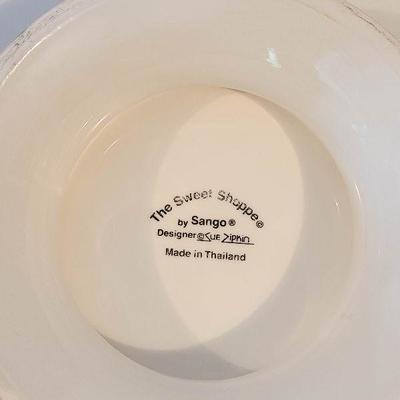 The Sweet Shoppe©
by Sango®
Designer © Sue Zipkin
Made in Thailand